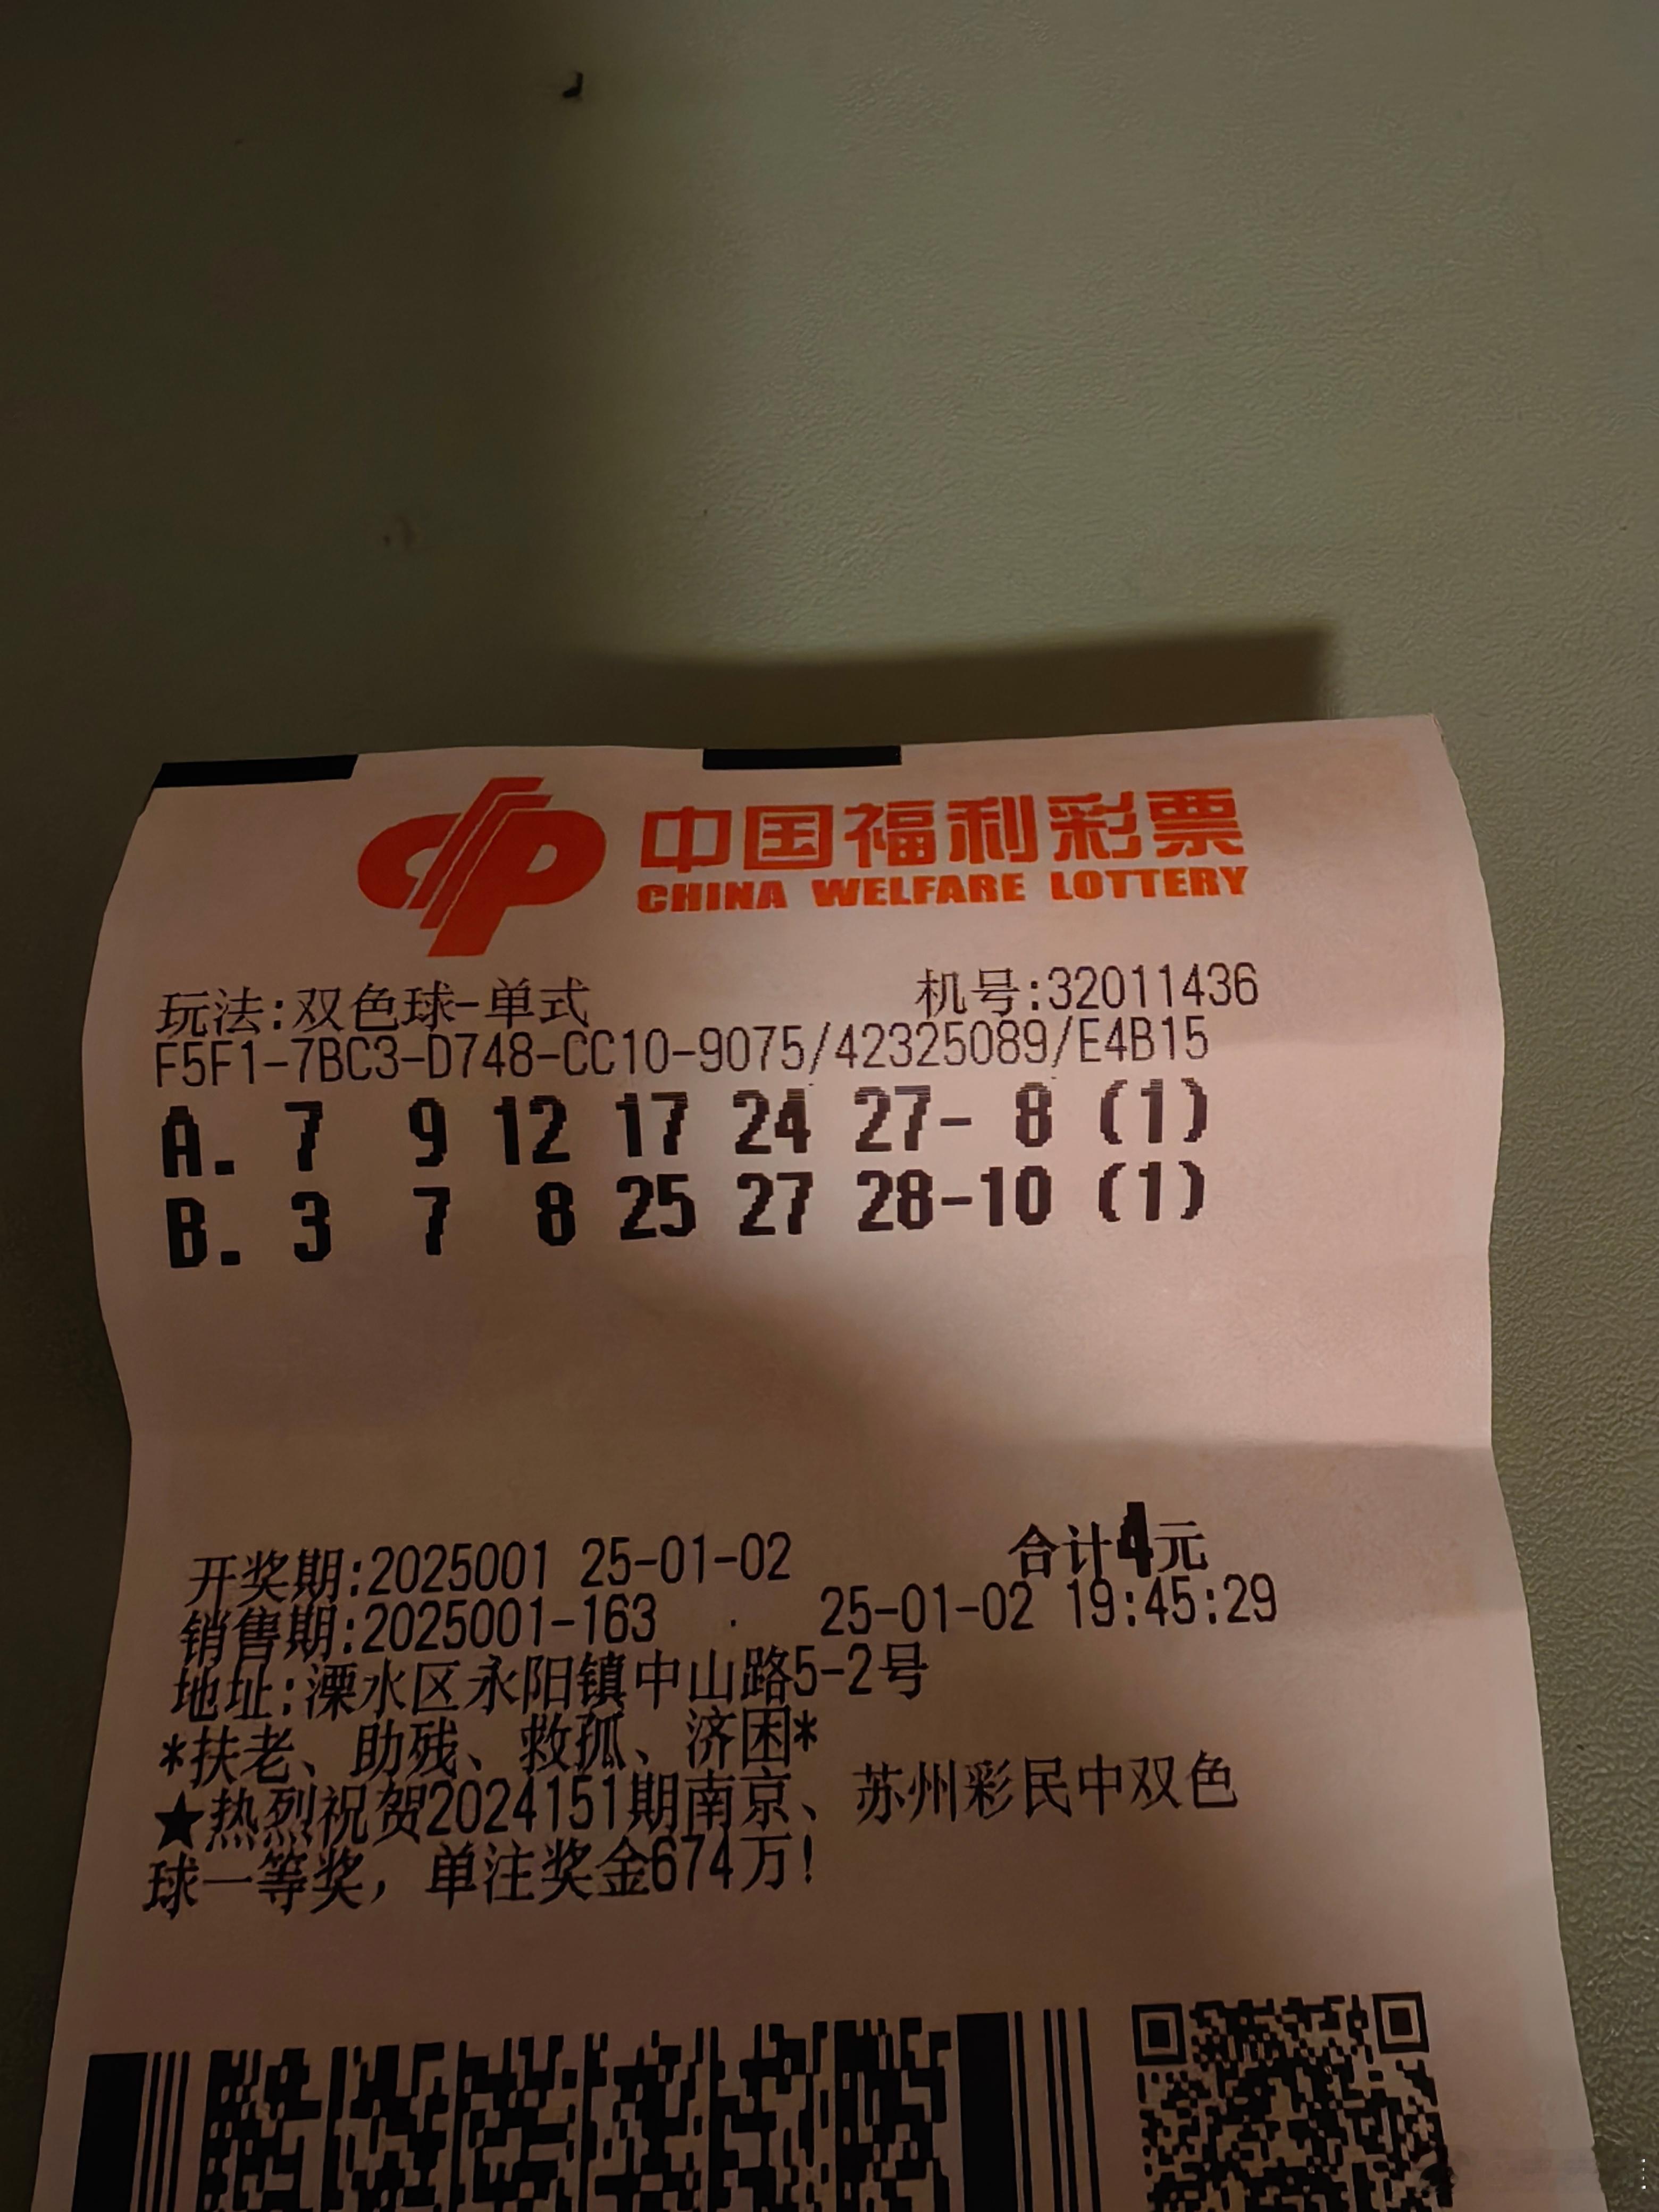 中国福利彩票
CHINA WELFARE LOTTERY
玩法:双色球-单式 机号:32011436
F5F1-7BC3-D748-CC10-9075/42325089/E4B15
A. 7 9 12 17 24 27- 8 (1)
B. 3 7 8 25 27 28-10 (1)
开奖期:2025001 25-01-02 合计4元
销售期:2025001-163 25-01-02 19:45:29
地址:溧水区永阳镇中山路5-2号
*扶老、助残、救孤、济困*
★热烈祝贺2024151期南京、苏州彩民中双色
球一等奖，单注奖金674万!